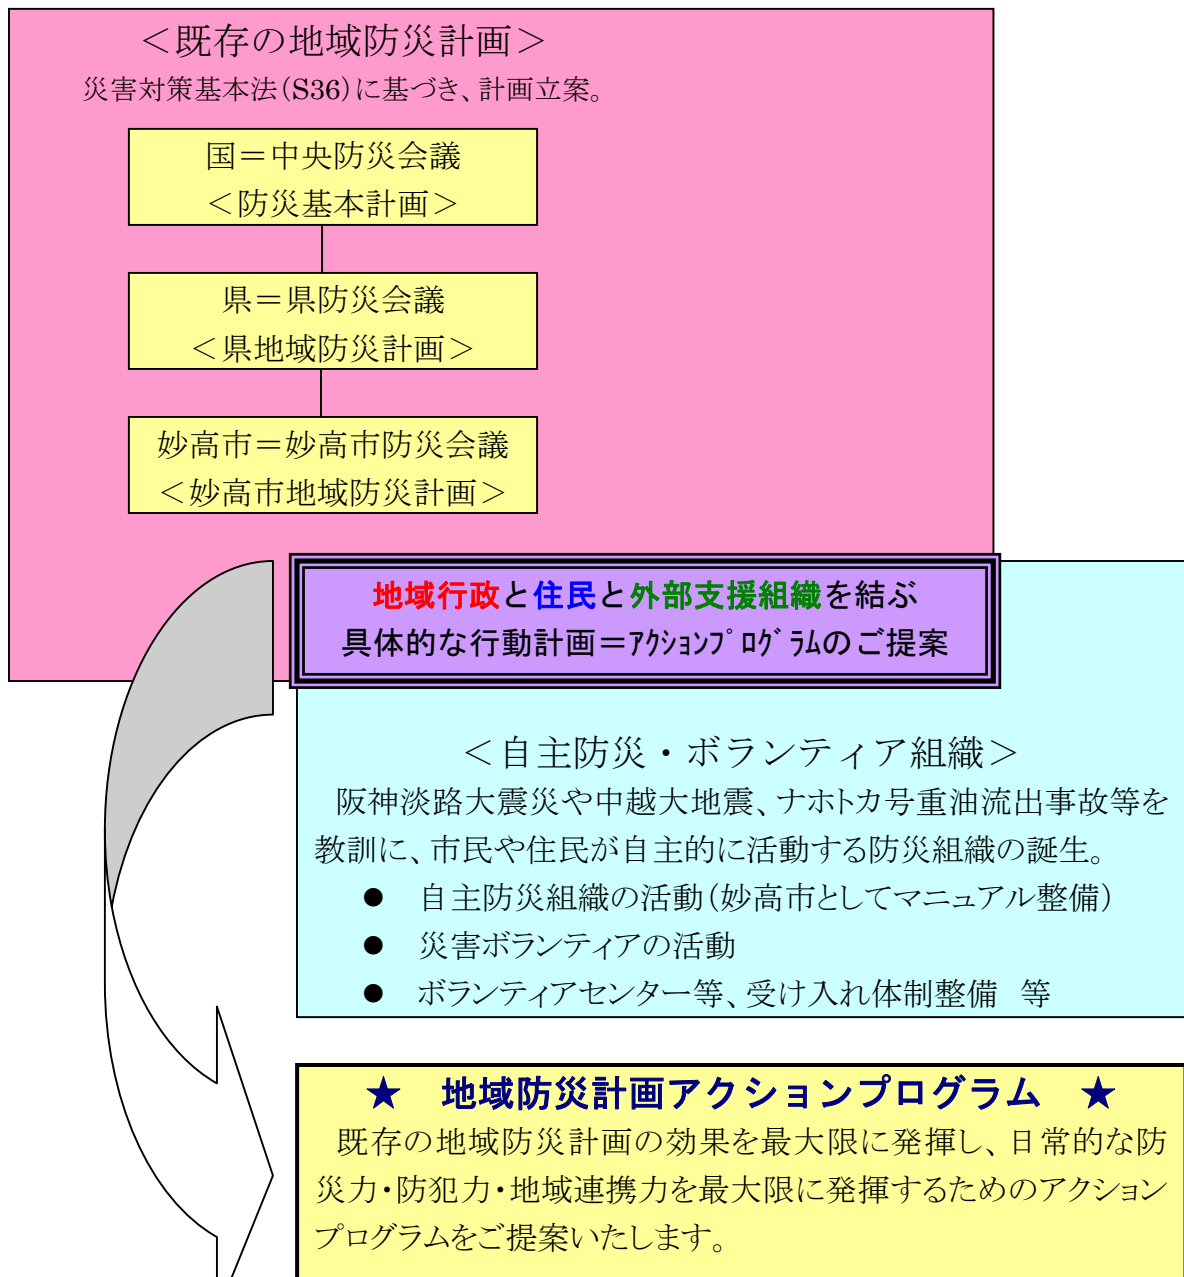 ＜既存の地域防災計画＞
災害対策基本法（S36）に基づき、計画立案。
国＝中央防災会議
＜防災基本計画＞
県＝県防災会議
＜県地域防災計画＞
妙高市＝妙高市防災会議
＜妙高市地域防災計画＞
地域行政と住民と外部支援組織を結ぶ
具体的な行動計画＝ｱｸｼｮﾝﾌﾟﾛｸﾞﾗﾑのご提案
＜自主防災・ボランティア組織＞
阪神淡路大震災や中越大地震、ナホトカ号重油流出事故等を
教訓に、市民や住民が自主的に活動する防災組織の誕生。
● 自主防災組織の活動（妙高市としてマニュアル整備）
● 災害ボランティアの活動
● ボランティアセンター等、受け入れ体制整備　等
★　地域防災計画アクションプログラム　★
既存の地域防災計画の効果を最大限に発揮し、日常的な防
災力・防犯力・地域連携力を最大限に発揮するためのアクション
プログラムをご提案いたします。